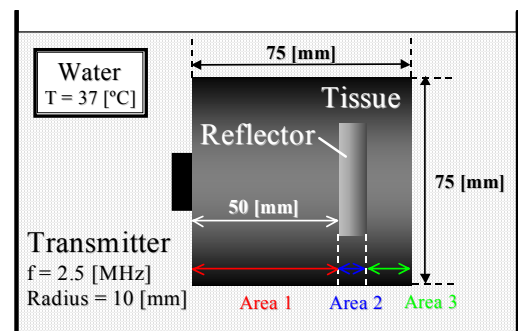 75 [mm]
Water
T = 37 [ºC]
Tissue
Reflector
75 [mm]
50 [mm]
Transmitter
f = 2.5 [MHz]
Radius = 10 [mm]
Area 1
Area 2
Area 3